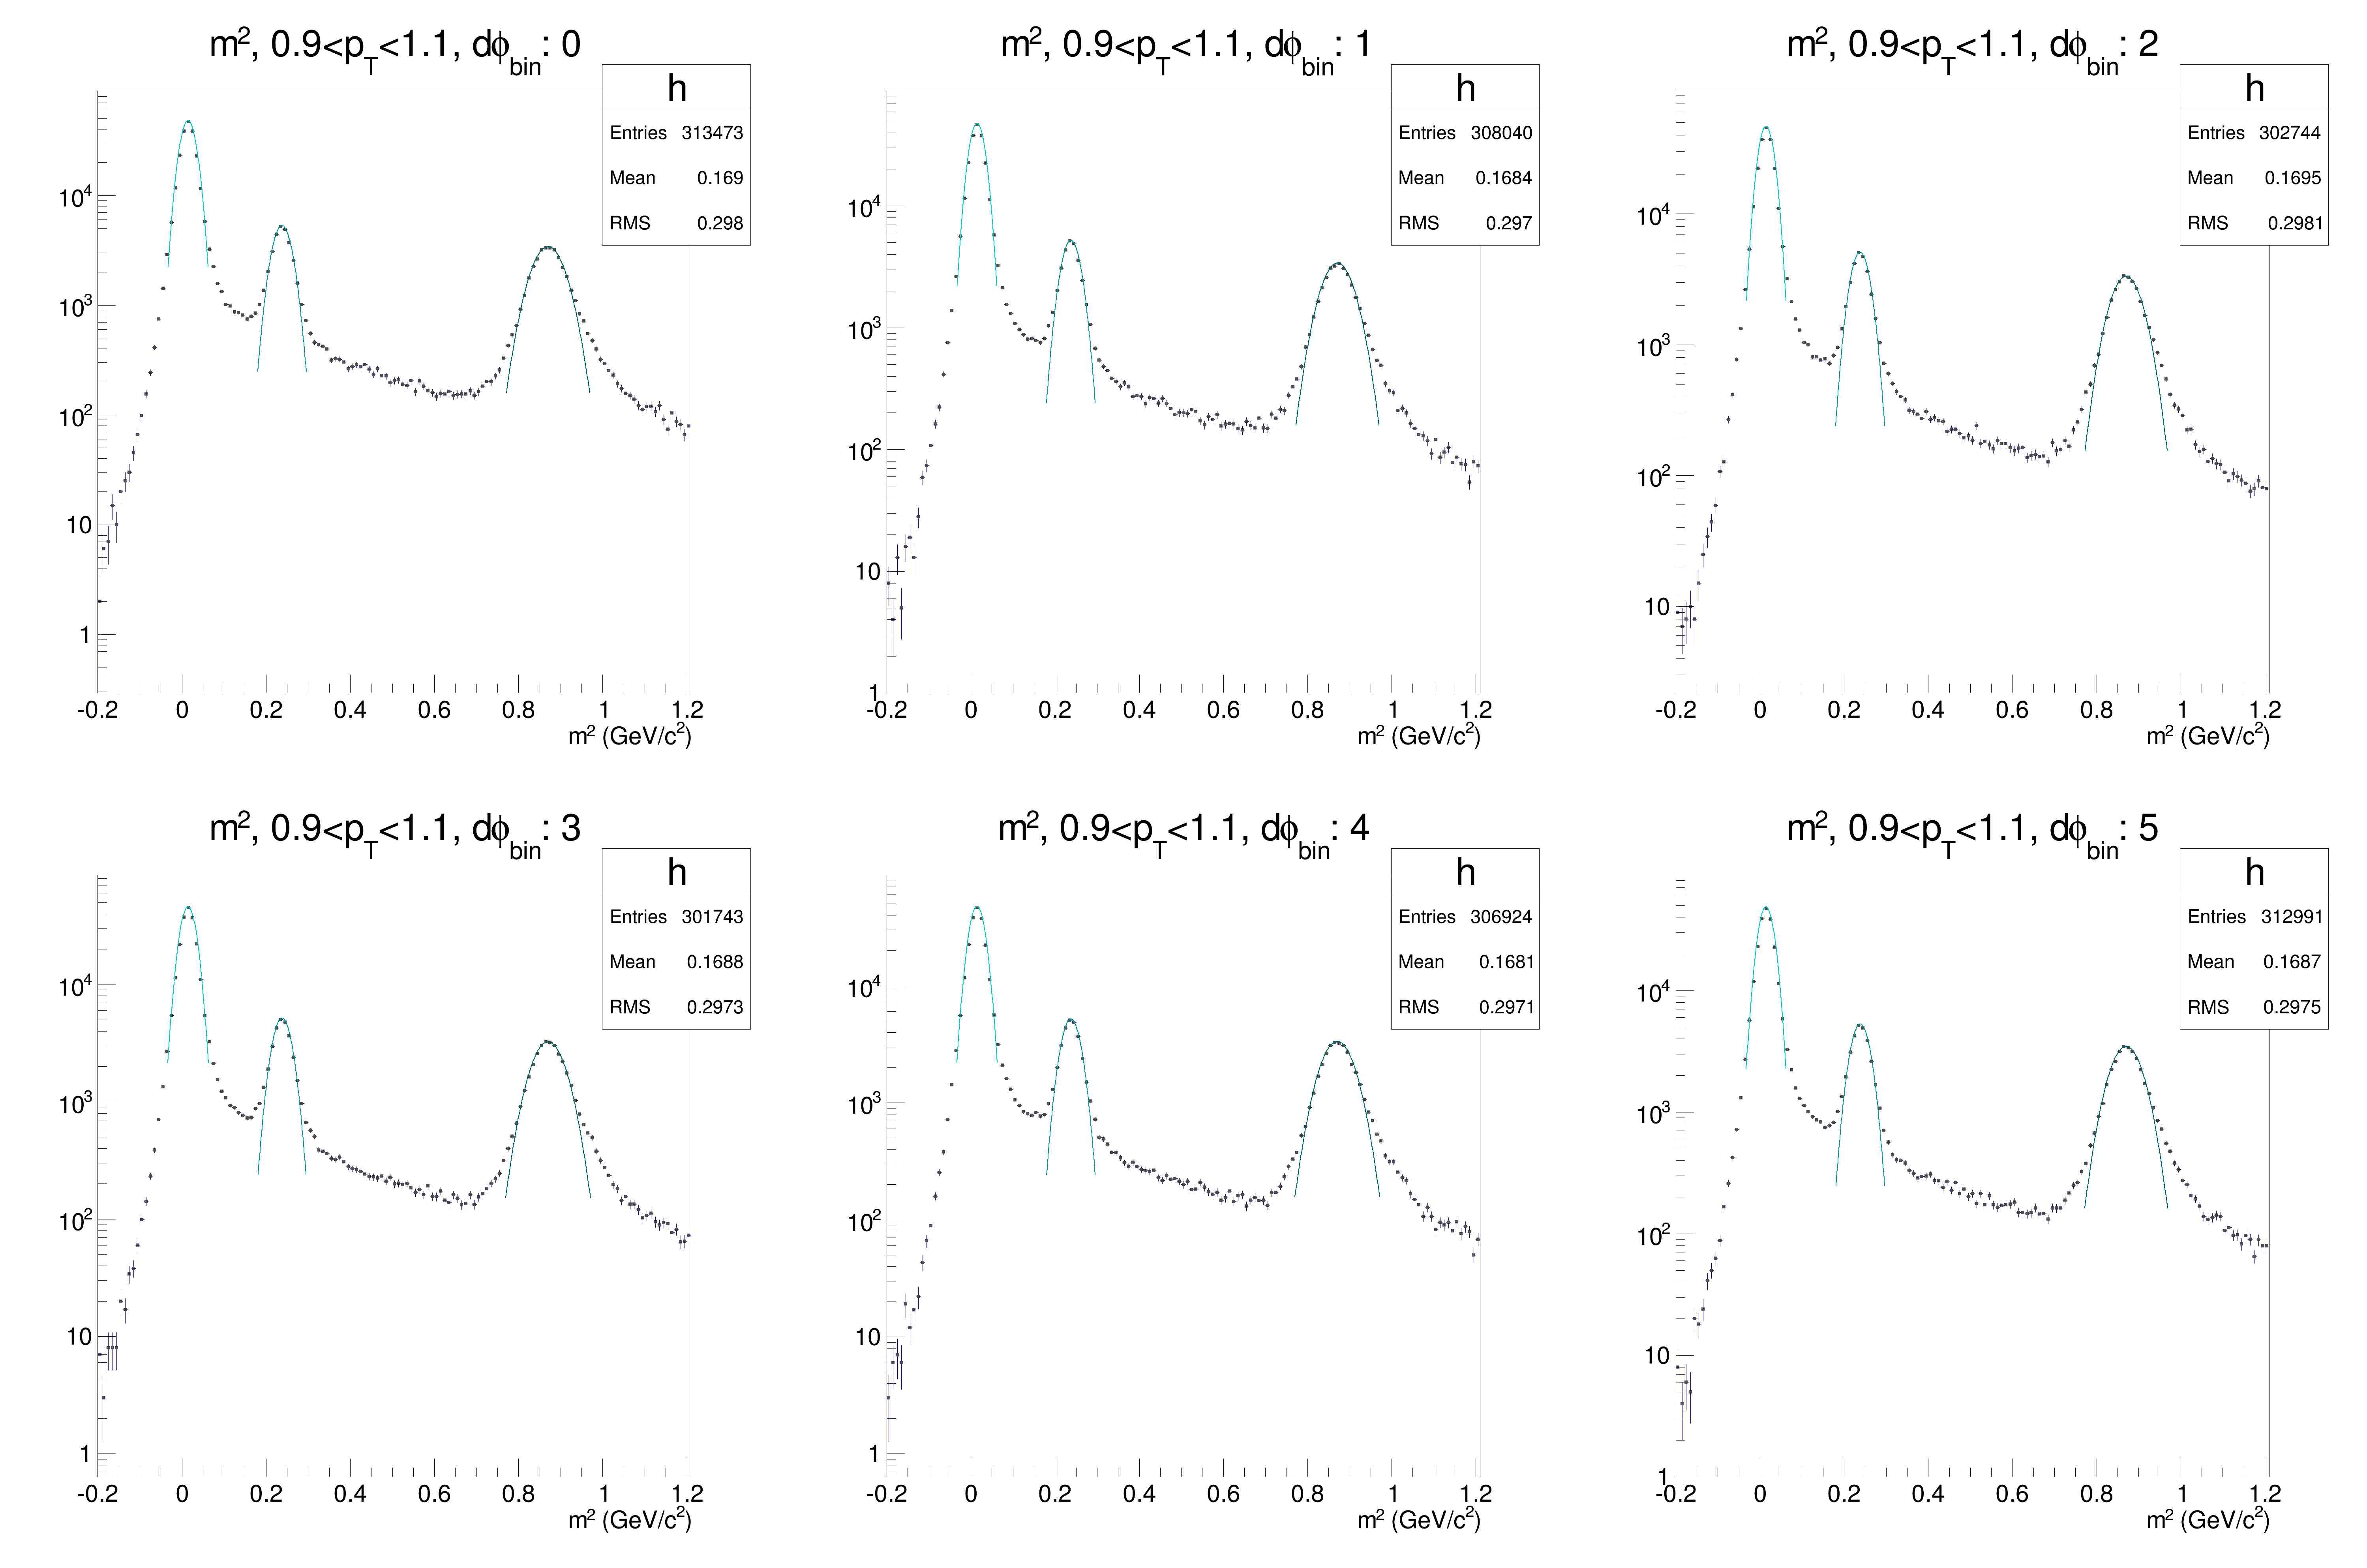 m², 0.9<p_T<1.1, dϕ_bin: 0
h
Entries 313473
Mean 0.169
RMS 0.298
10⁴
10³
10²
10
1
-0.2 0 0.2 0.4 0.6 0.8 1 1.2
m² (GeV/c²)
m², 0.9<p_T<1.1, dϕ_bin: 1
h
Entries 308040
Mean 0.1684
RMS 0.297
10⁴
10³
10²
10
1
-0.2 0 0.2 0.4 0.6 0.8 1 1.2
m² (GeV/c²)
m², 0.9<p_T<1.1, dϕ_bin: 2
h
Entries 302744
Mean 0.1695
RMS 0.2981
10⁴
10³
10²
10
-0.2 0 0.2 0.4 0.6 0.8 1 1.2
m² (GeV/c²)
m², 0.9<p_T<1.1, dϕ_bin: 3
h
Entries 301743
Mean 0.1688
RMS 0.2973
10⁴
10³
10²
10
1
-0.2 0 0.2 0.4 0.6 0.8 1 1.2
m² (GeV/c²)
m², 0.9<p_T<1.1, dϕ_bin: 4
h
Entries 306924
Mean 0.1681
RMS 0.2971
10⁴
10³
10²
10
1
-0.2 0 0.2 0.4 0.6 0.8 1 1.2
m² (GeV/c²)
m², 0.9<p_T<1.1, dϕ_bin: 5
h
Entries 312991
Mean 0.1687
RMS 0.2975
10⁴
10³
10²
10
1
-0.2 0 0.2 0.4 0.6 0.8 1 1.2
m² (GeV/c²)